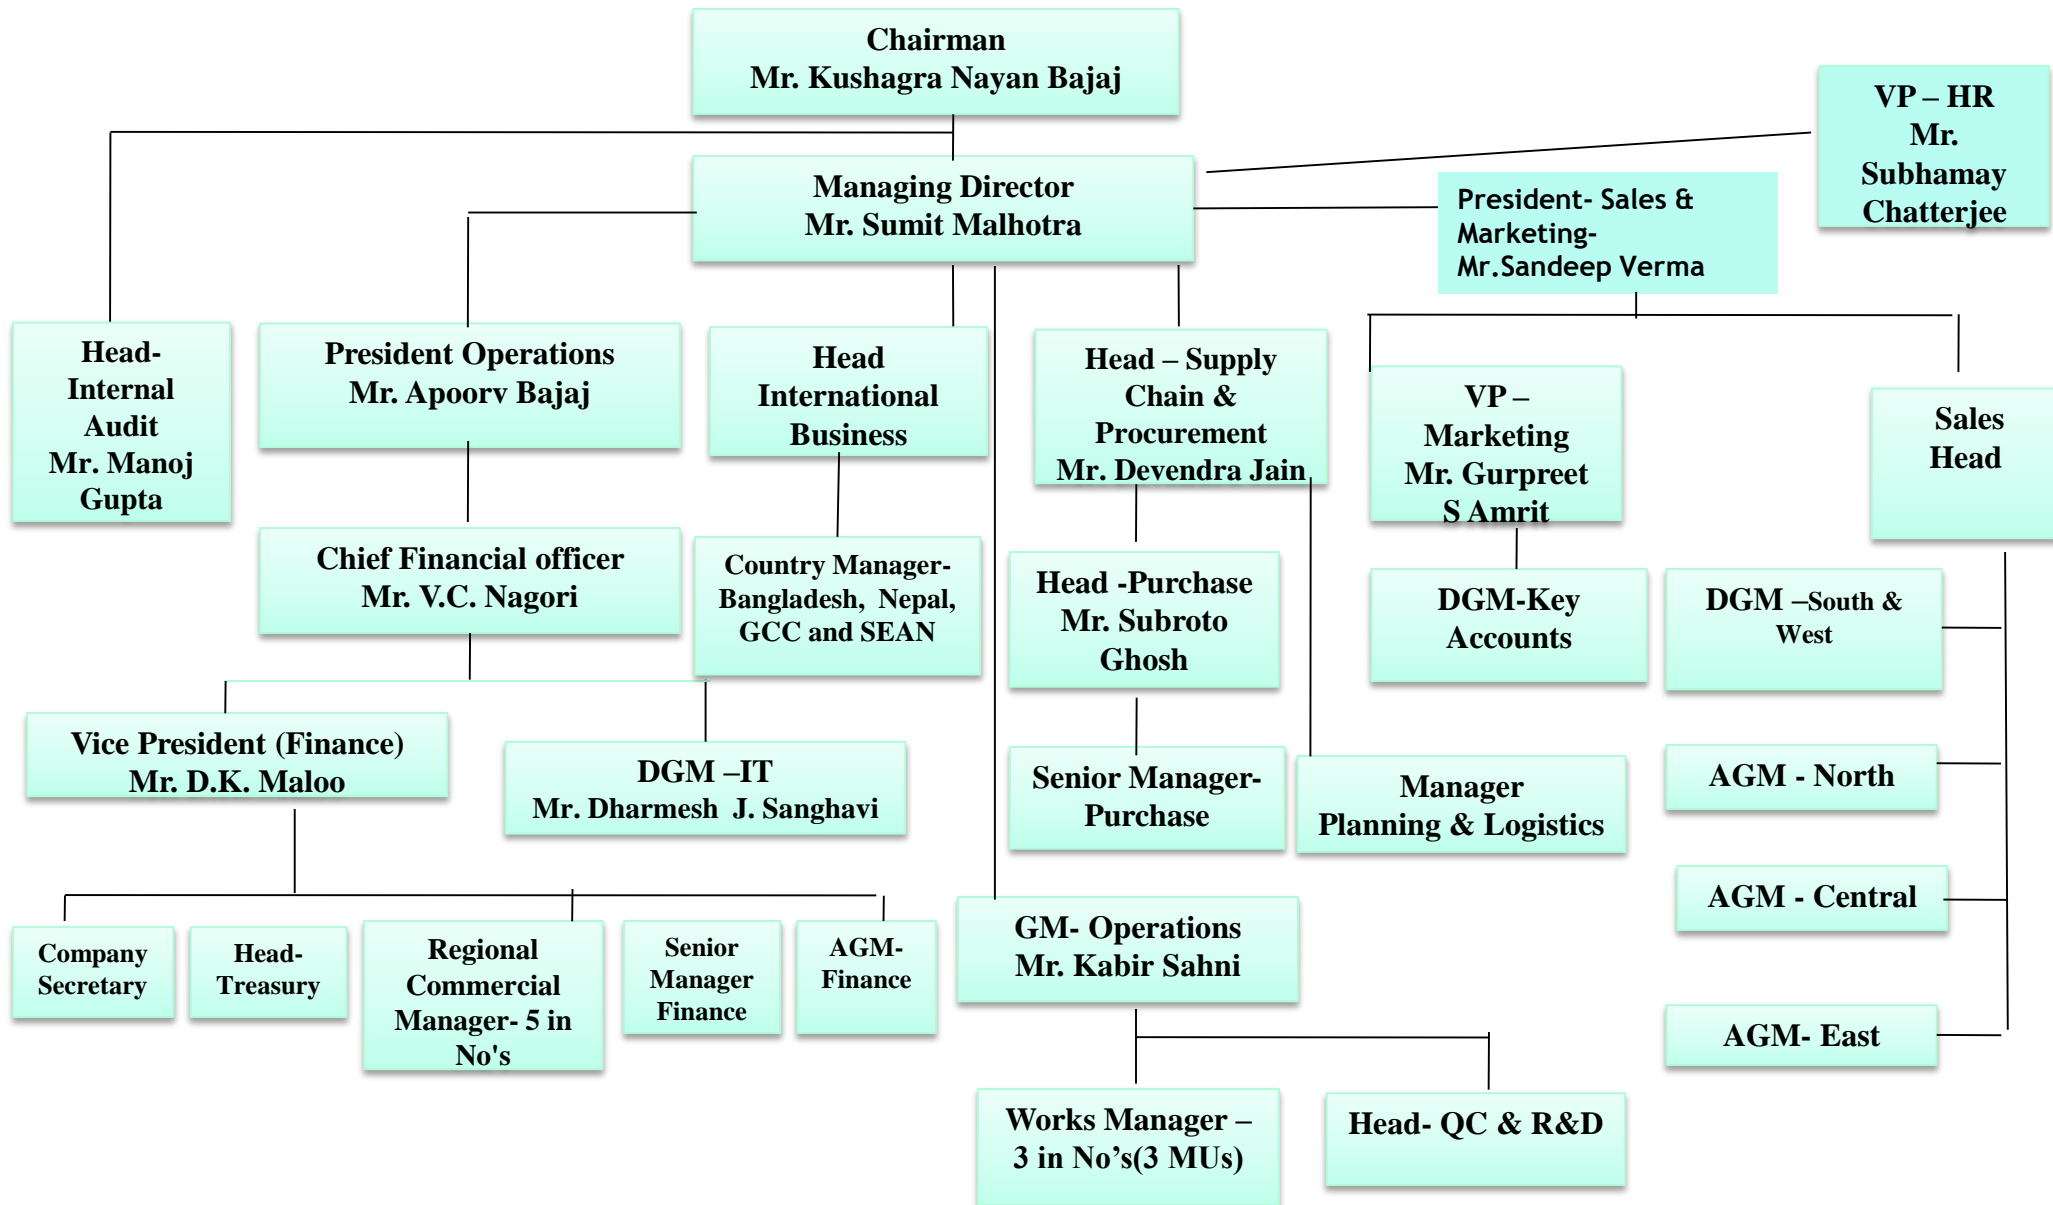 Chairman
Mr. Kushagra Nayan Bajaj
VP – HR
Mr.
Subhamay
Chatterjee
Managing Director
Mr. Sumit Malhotra
President- Sales &
Marketing-
Mr.Sandeep Verma
Head-
Internal
Audit
Mr. Manoj
Gupta
President Operations
Mr. Apoorv Bajaj
Head
International
Business
Head – Supply
Chain &
Procurement
Mr. Devendra Jain
VP –
Marketing
Mr. Gurpreet
S Amrit
Sales
Head
Chief Financial officer
Mr. V.C. Nagori
Country Manager-
Bangladesh, Nepal,
GCC and SEAN
Head -Purchase
Mr. Subroto
Ghosh
DGM-Key
Accounts
DGM –South &
West
Vice President (Finance)
Mr. D.K. Maloo
DGM –IT
Mr. Dharmesh J. Sanghavi
Senior Manager-
Purchase
Manager
Planning & Logistics
AGM - North
AGM - Central
Company
Secretary
Head-
Treasury
Regional
Commercial
Manager- 5 in
No's
Senior
Manager
Finance
AGM-
Finance
GM- Operations
Mr. Kabir Sahni
AGM- East
Works Manager –
3 in No’s(3 MUs)
Head- QC & R&D